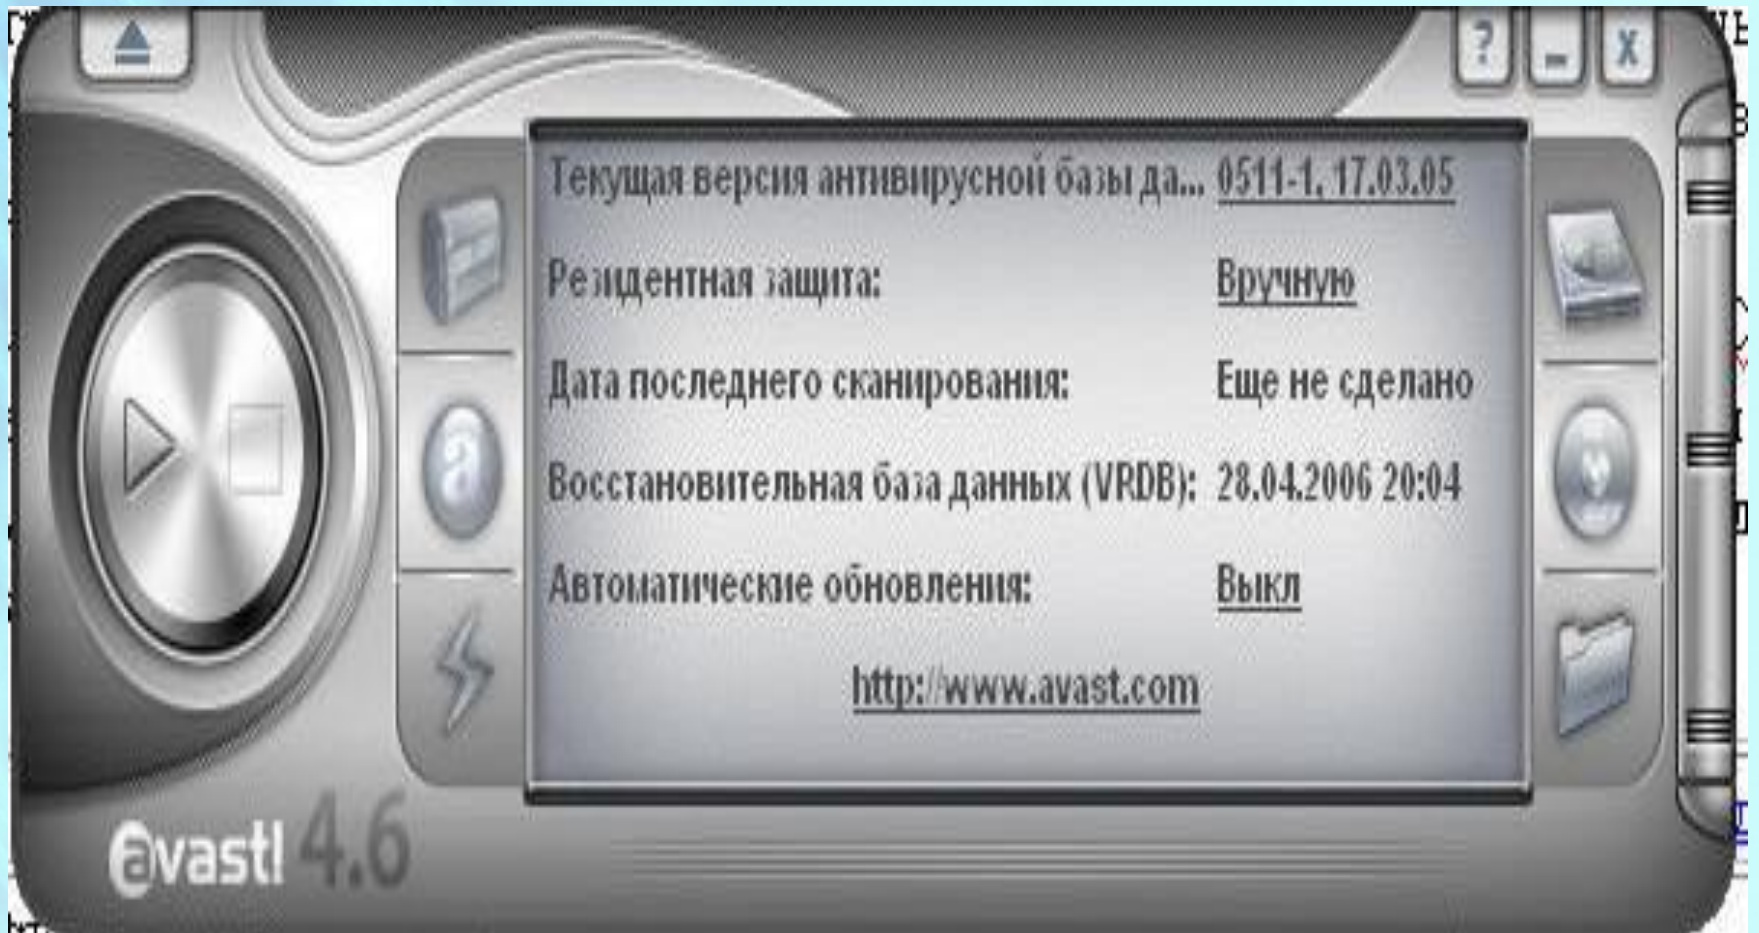 ? _ x
Текущая версия антивирусной базы да... 0511-1, 17.03.05
Резидентная защита: Вручную
Дата последнего сканирования: Еще не сделано
Восстановительная база данных (VRDB): 28.04.2006 20:04
Автоматические обновления: Выкл
http://www.avast.com
avast! 4.6